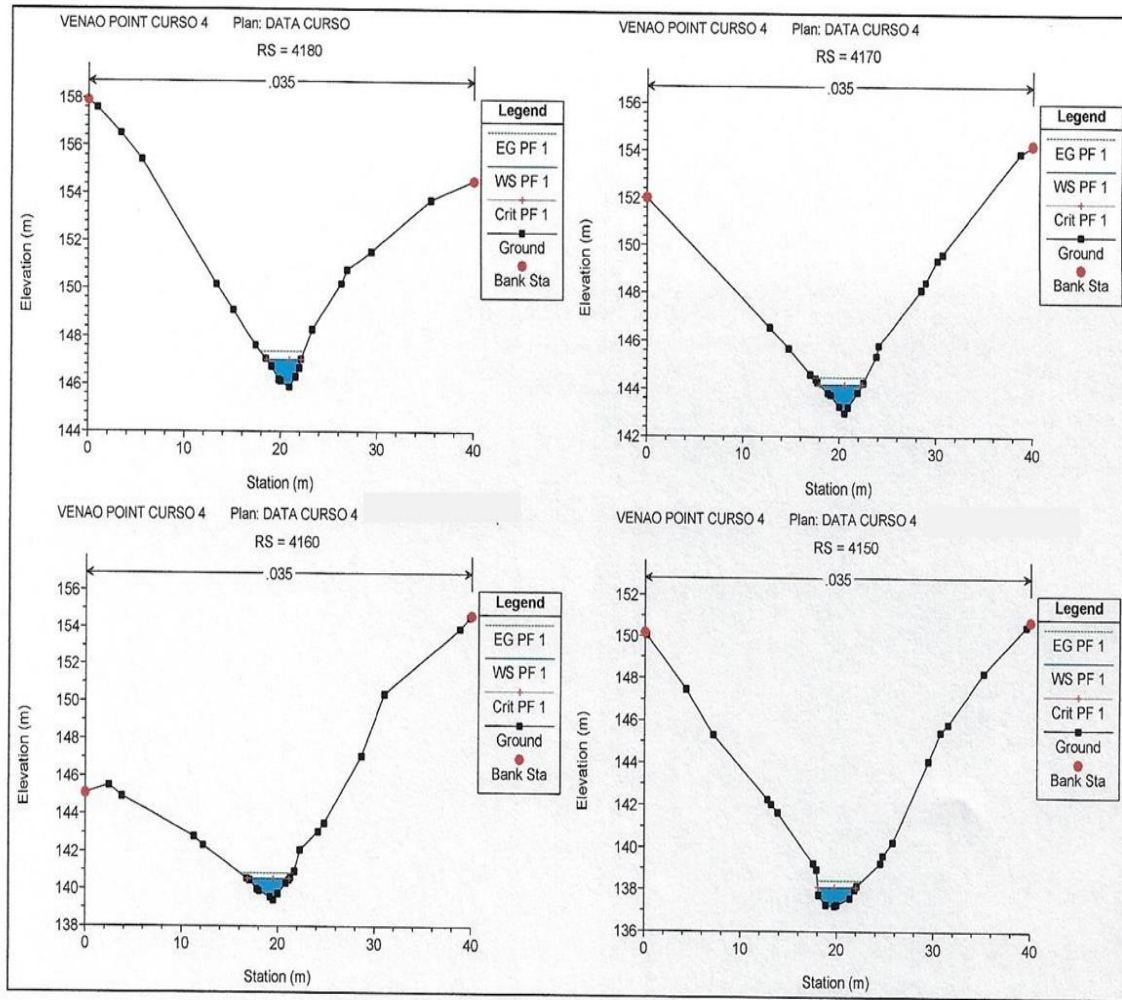 VENAO POINT CURSO 4 Plan: DATA CURSO
RS = 4180
.035
Legend
EG PF 1
WS PF 1
Crit PF 1
Ground
Bank Sta
Elevation (m)
158
156
154
152
150
148
146
144
0 10 20 30 40
Station (m)
VENAO POINT CURSO 4 Plan: DATA CURSO 4
RS = 4170
.035
Legend
EG PF 1
WS PF 1
Crit PF 1
Ground
Bank Sta
Elevation (m)
156
154
152
150
148
146
144
142
0 10 20 30 40
Station (m)
VENAO POINT CURSO 4 Plan: DATA CURSO 4
RS = 4160
.035
Legend
EG PF 1
WS PF 1
Crit PF 1
Ground
Bank Sta
Elevation (m)
156
154
152
150
145
146
142
140
138
0 10 20 30 40
Station (m)
VENAO POINT CURSO 4 Plan: DATA CURSO 4
RS = 4150
.035
Legend
EG PF 1
WS PF 1
Crit PF 1
Ground
Bank Sta
Elevation (m)
152
150
148
146
144
142
140
138
136
0 10 20 30 40
Station (m)